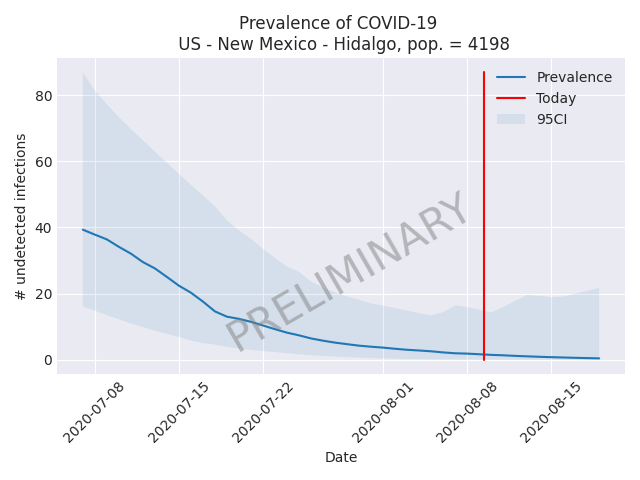 Prevalence of COVID-19
US - New Mexico - Hidalgo, pop. = 4198
Prevalence
Today
95CI
PRELIMINARY
# undetected infections
80
60
40
20
0
2020-07-08
2020-07-15
2020-07-22
2020-08-01
2020-08-08
2020-08-15
Date